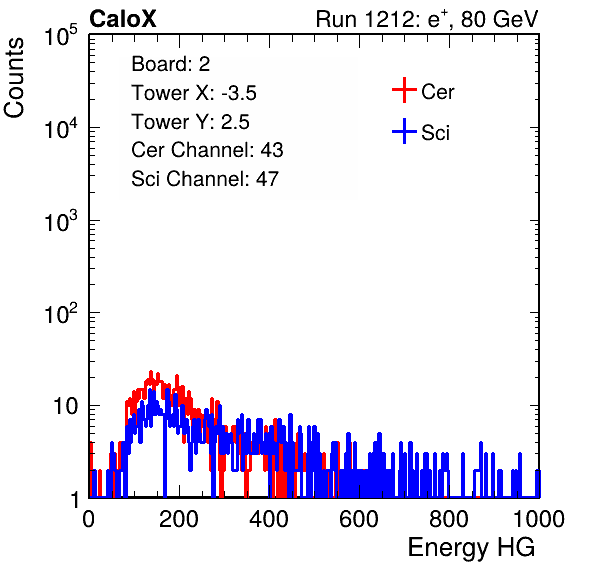 CaloX Run 1212: e⁺, 80 GeV
Counts
10⁵
10⁴
10³
10²
10
1
Board: 2
Tower X: -3.5
Tower Y: 2.5
Cer Channel: 43
Sci Channel: 47
Cer
Sci
0 200 400 600 800 1000
Energy HG